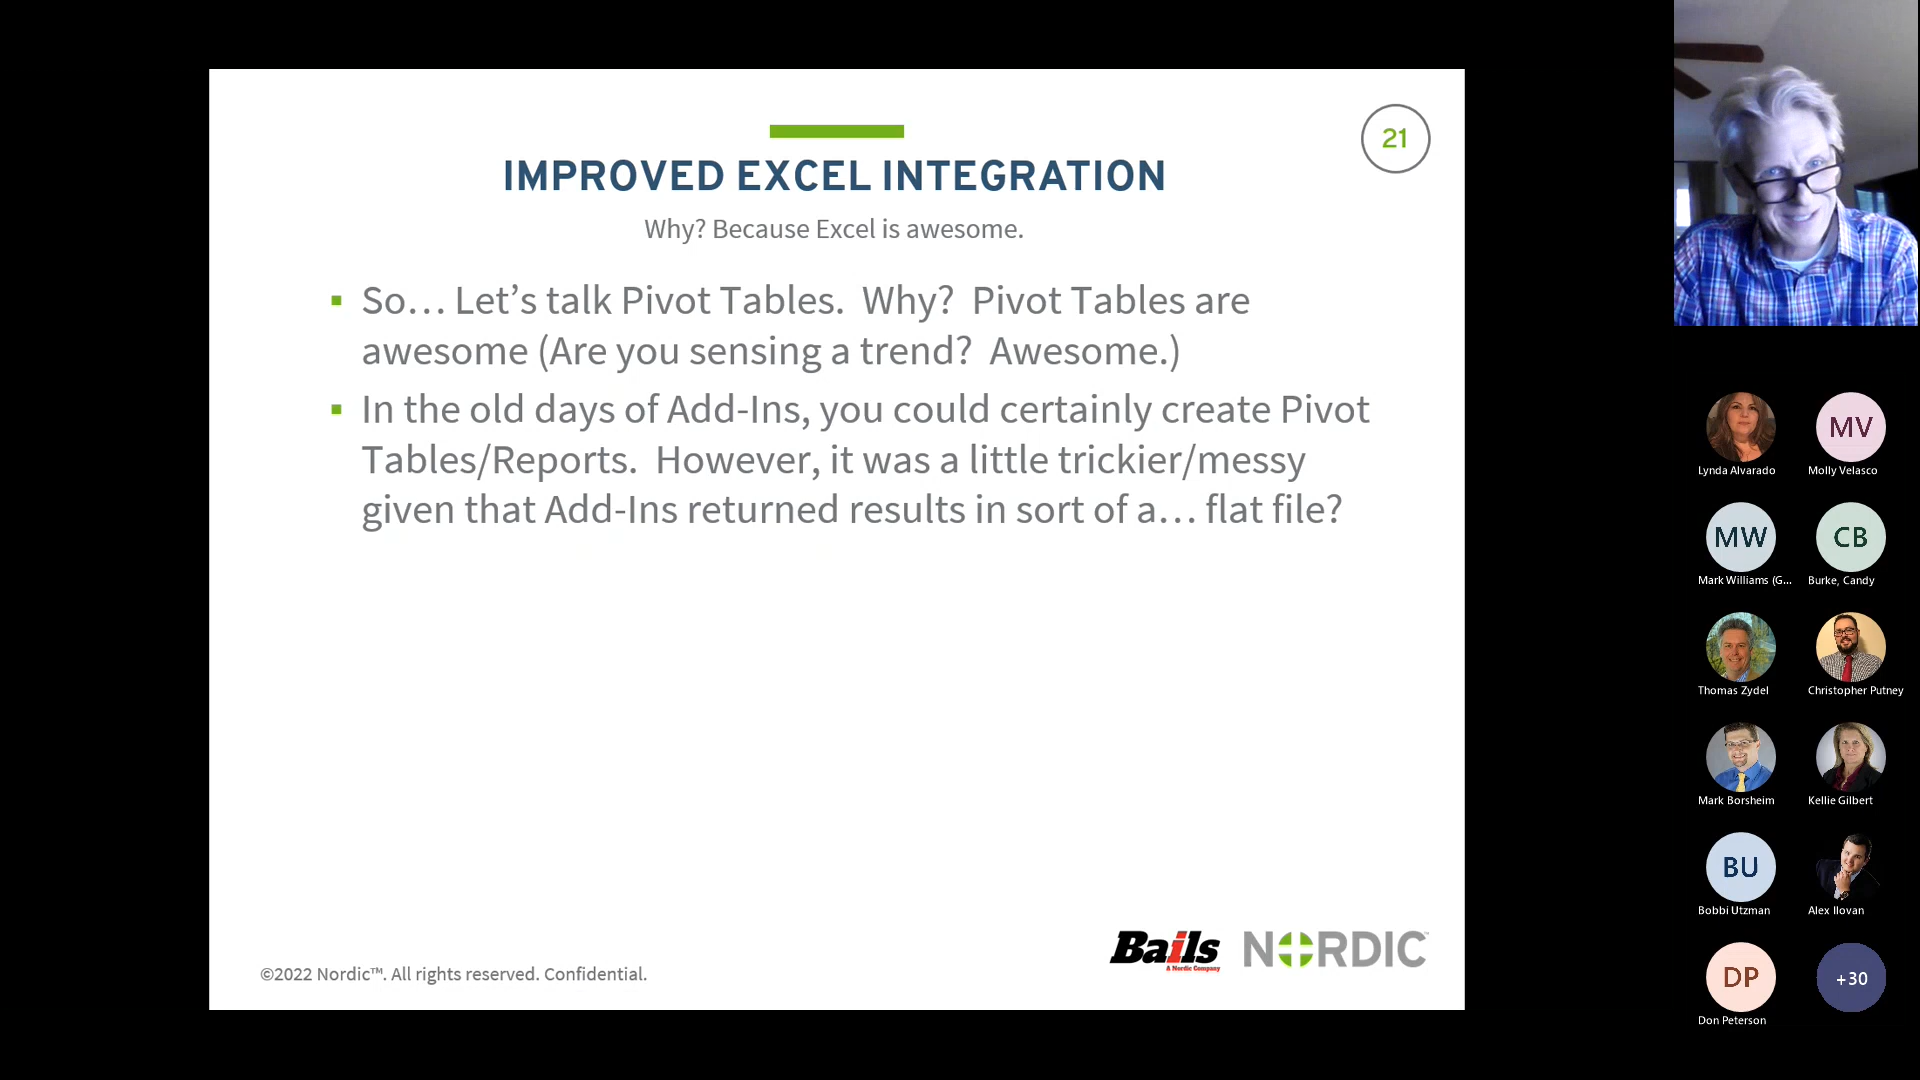 21
IMPROVED EXCEL INTEGRATION
Why? Because Excel is awesome.
So… Let’s talk Pivot Tables.  Why?  Pivot Tables are
awesome (Are you sensing a trend?  Awesome.)
In the old days of Add-Ins, you could certainly create Pivot
Tables/Reports.  However, it was a little trickier/messy
given that Add-Ins returned results in sort of a… flat file?
©2022 Nordic™. All rights reserved. Confidential.
Bails
A Nordic Company
NORDIC™
Lynda Alvarado
MV
Molly Velasco
MW
Mark Williams (G...
CB
Burke, Candy
Thomas Zydel
Christopher Putney
Mark Borsheim
Kellie Gilbert
BU
Bobbi Utzman
Alex Ilovan
DP
Don Peterson
+30